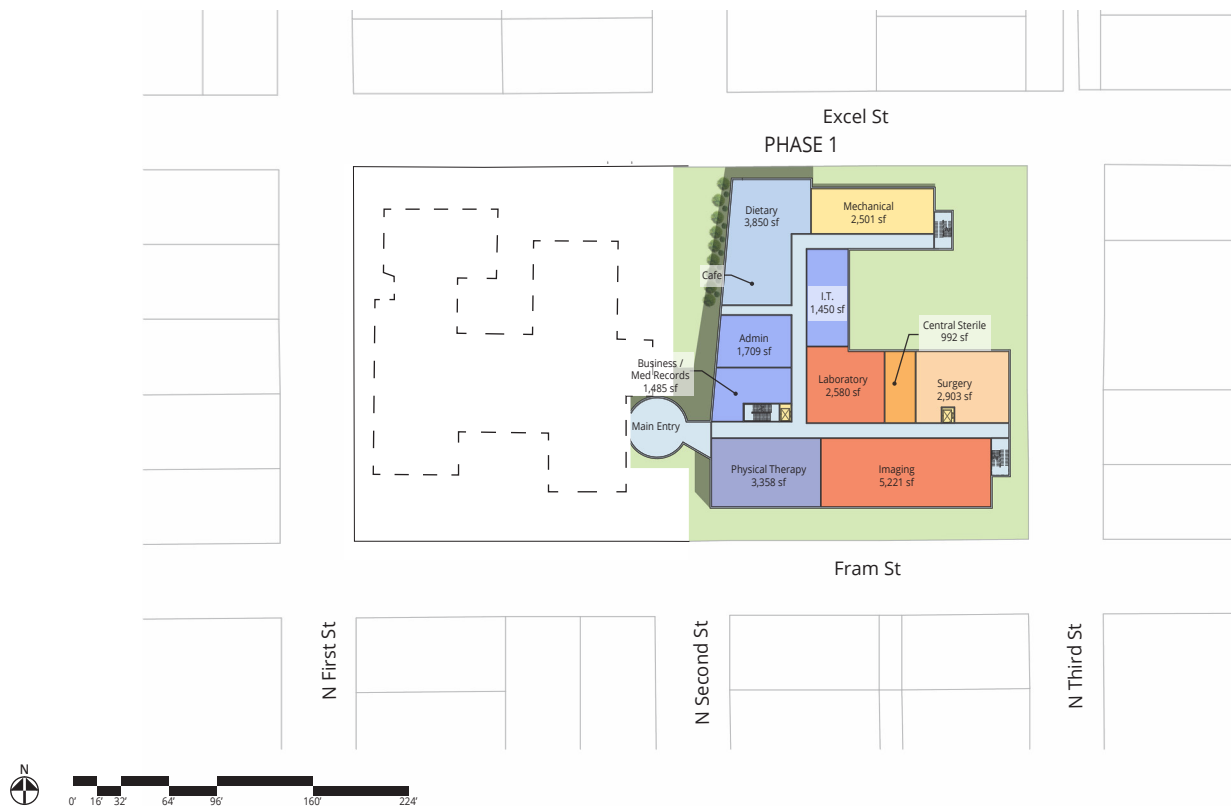 Excel St
PHASE 1
Dietary
3,850 sf
Mechanical
2,501 sf
Cafe
I.T.
1,450 sf
Central Sterile
992 sf
Admin
1,709 sf
Business /
Med Records
1,485 sf
Laboratory
2,580 sf
Surgery
2,903 sf
Main Entry
Physical Therapy
3,358 sf
Imaging
5,221 sf
Fram St
N First St
N Second St
N Third St
N
0' 16' 32' 64' 96' 160' 224'